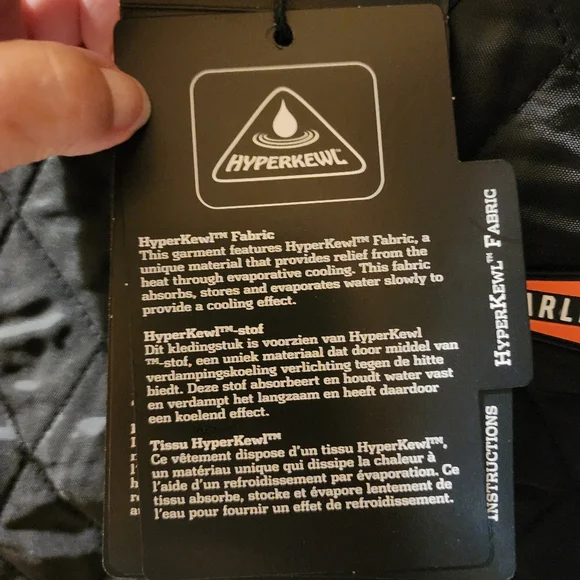 HYPERKEWL™
HyperKewl™ Fabric
This garment features HyperKewl™ Fabric, a
unique material that provides relief from the
heat through evaporative cooling. This fabric
absorbs, stores and evaporates water slowly to
provide a cooling effect.
HyperKewl™-stof
Dit kledingstuk is voorzien van HyperKewl
™-stof, een uniek materiaal dat door middel van
verdampingskoeling verlichting tegen de hitte
biedt. Deze stof absorbeert en houdt water vast
en verdampt het langzaam en heeft daardoor
een koelend effect.
Tissu HyperKewl™
Ce vêtement dispose d'un tissu HyperKewl™,
un matériau unique qui dissipe la chaleur à
l'aide d'un refroidissement par évaporation. Ce
tissu absorbe, stocke et évapore lentement de
l'eau pour fournir un effet de refroidissement.
HyperKewl™ Fabric
INSTRUCTIONS
ARL